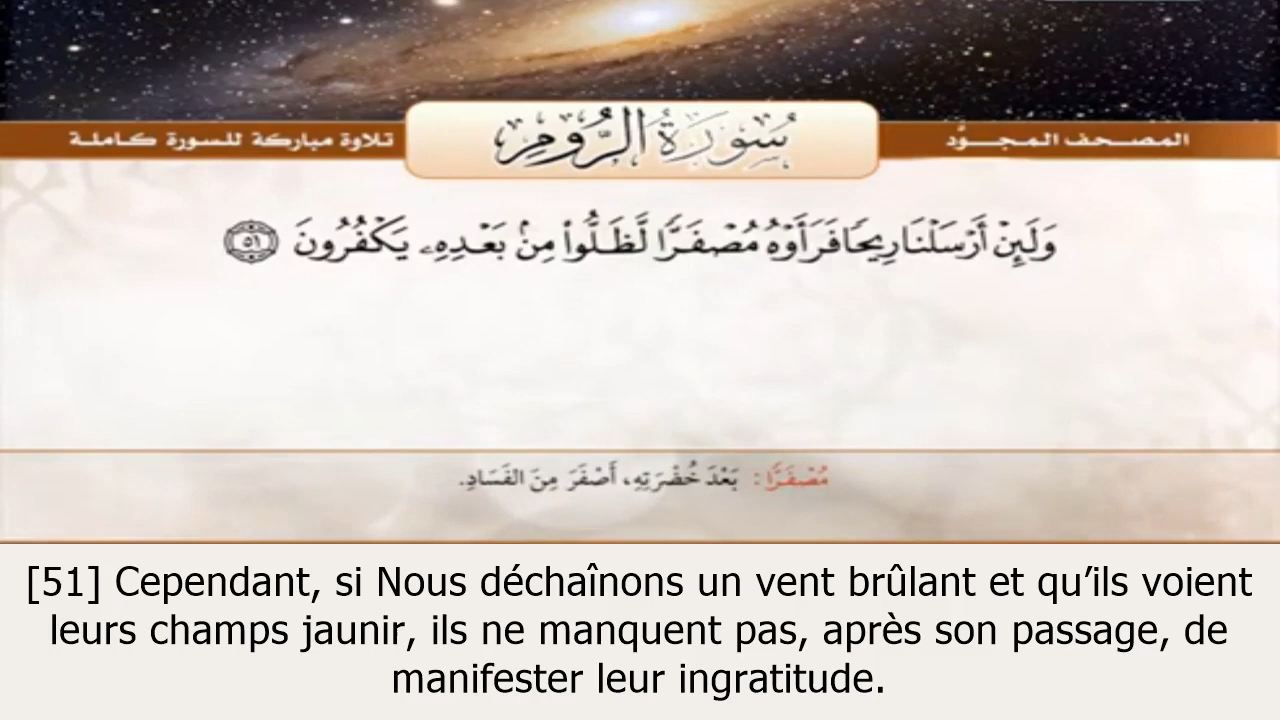 المصحف المجوَّد
سُورَةُ الرُّومِ
تلاوة مباركة للسورة كاملة
وَلَئِنْ أَرْسَلْنَا رِيحًا فَرَأَوْهُ مُصْفَرًّا لَّظَلُّوا۟ مِنۢ بَعْدِهِۦ يَكْفُرُونَ ٥١
مُصْفَرًّا: بَعْدَ خُضْرَتِهِ، أَصْفَرَ مِنَ الفَسَادِ.
[51] Cependant, si Nous déchaînons un vent brûlant et qu’ils voient
leurs champs jaunir, ils ne manquent pas, après son passage, de
manifester leur ingratitude.